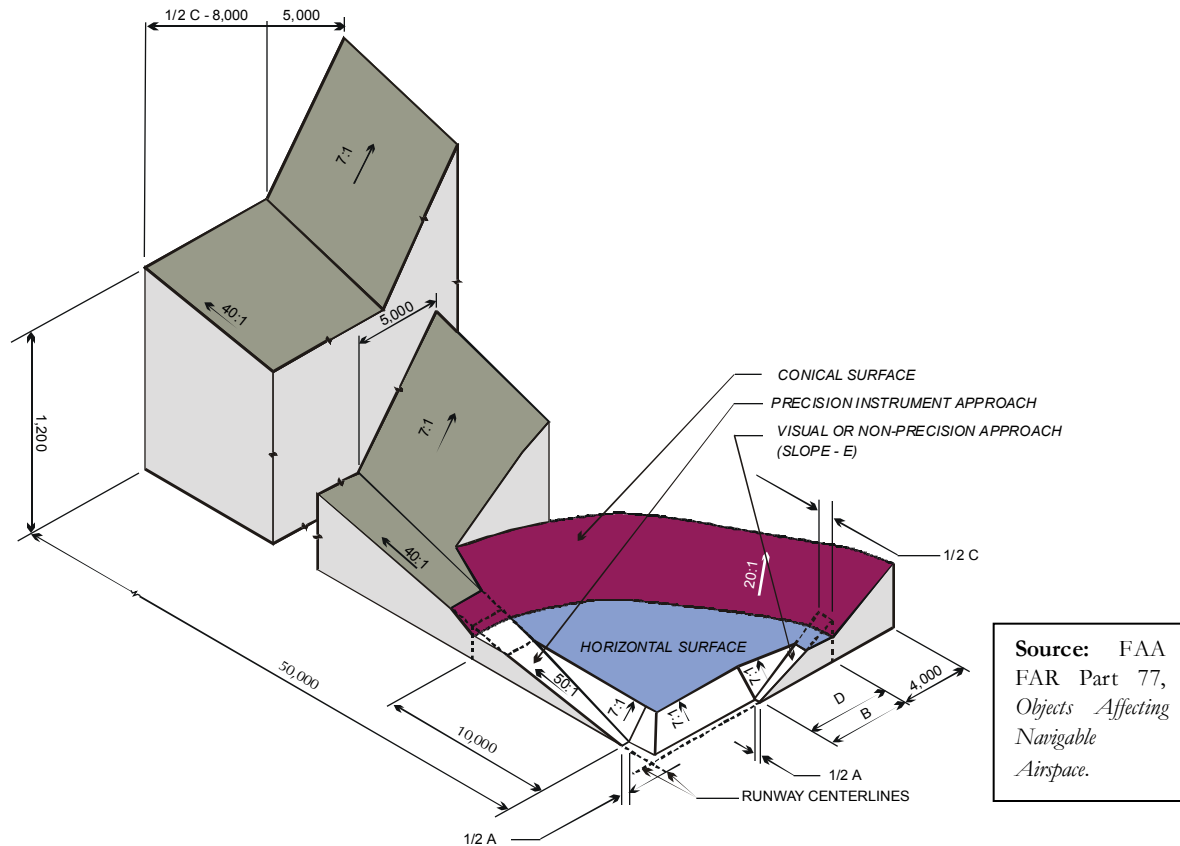 1/2 C - 8,000
5,000
7:1
40:1
5,000
1,200
7:1
CONICAL SURFACE
PRECISION INSTRUMENT APPROACH
VISUAL OR NON-PRECISION APPROACH
(SLOPE - E)
40:1
20:1
1/2 C
HORIZONTAL SURFACE
50:1
7:1
7:1
7:1
50,000
10,000
4,000
D
B
1/2 A
RUNWAY CENTERLINES
1/2 A
Source: FAA
FAR Part 77,
Objects Affecting
Navigable
Airspace.